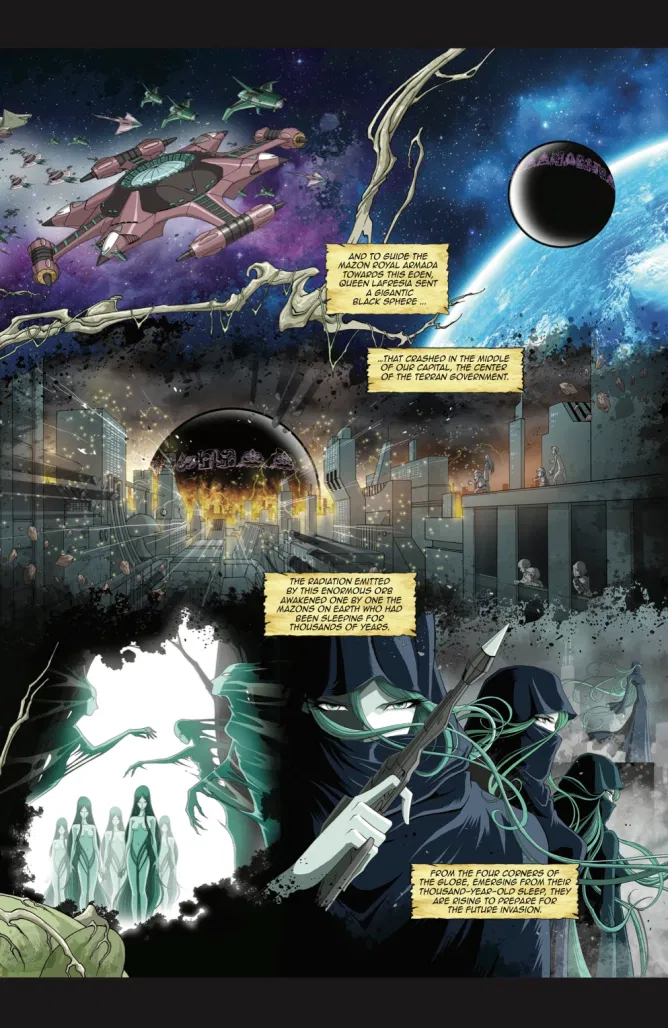 AND TO GUIDE THE
MAZON ROYAL ARMADA
TOWARDS THIS EDEN,
QUEEN LAFRESIA SENT
A GIGANTIC
BLACK SPHERE ...
...THAT CRASHED IN THE MIDDLE
OF OUR CAPITAL, THE CENTER
OF THE TERRAN GOVERNMENT.
THE RADIATION EMITTED
BY THIS ENORMOUS ORB
AWAKENED ONE BY ONE THE
MAZONS ON EARTH WHO HAD
BEEN SLEEPING FOR
THOUSANDS OF YEARS.
FROM THE FOUR CORNERS OF
THE GLOBE, EMERGING FROM THEIR
THOUSAND-YEAR-OLD SLEEP, THEY
ARE RISING TO PREPARE FOR
THE FUTURE INVASION.